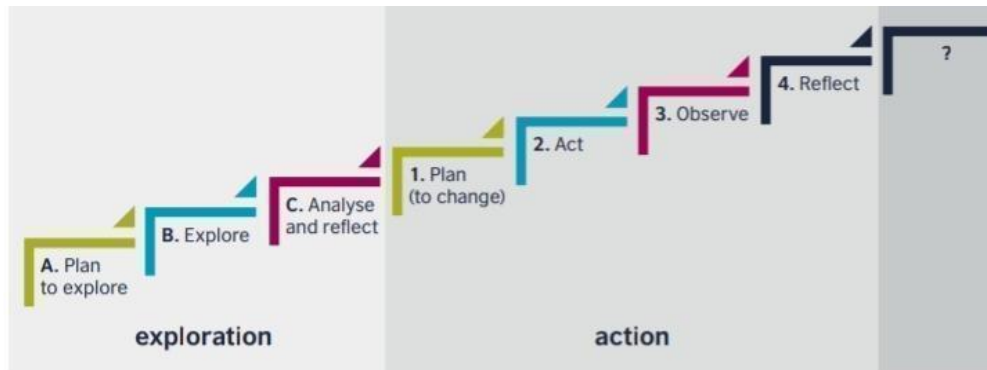 A. Plan
to explore
B. Explore
C. Analyse
and reflect
1. Plan
(to change)
2. Act
3. Observe
4. Reflect
?
exploration
action